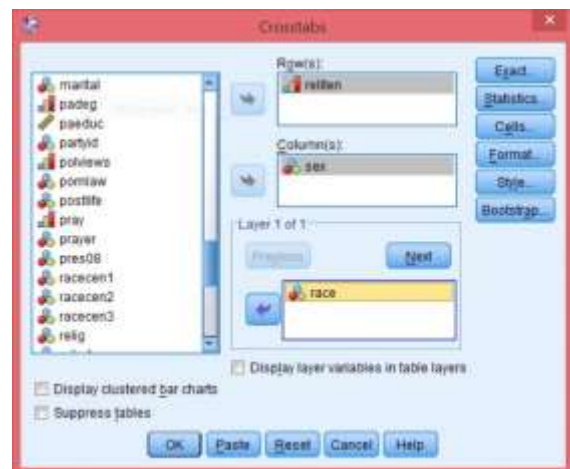 Crosstabs
marital
padeg
paeduc
partyid
polviews
pornlaw
postlife
pray
prayer
pres08
racecen1
racecen2
racecen3
relig
Row(s):
reliten
Column(s):
sex
Layer 1 of 1
Previous
Next
race
Display layer variables in table layers
Exact...
Statistics...
Cells...
Format...
Style...
Bootstrap...
Display clustered bar charts
Suppress tables
OK
Paste
Reset
Cancel
Help